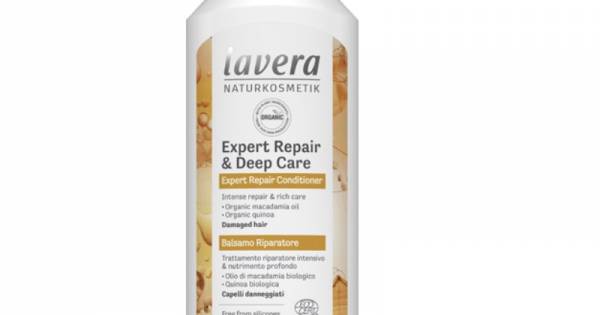 lavera
NATURKOSMETIK
ORGANIC
Expert Repair
& Deep Care
Expert Repair Conditioner
Intense repair & rich care
• Organic macadamia oil
• Organic quinoa
Damaged hair
Balsamo Riparatore
Trattamento riparatore intensivo
& nutrimento profondo
• Olio di macadamia biologico
• Quinoa biologica
Capelli danneggiati
Free from silicones
ECO
CERT